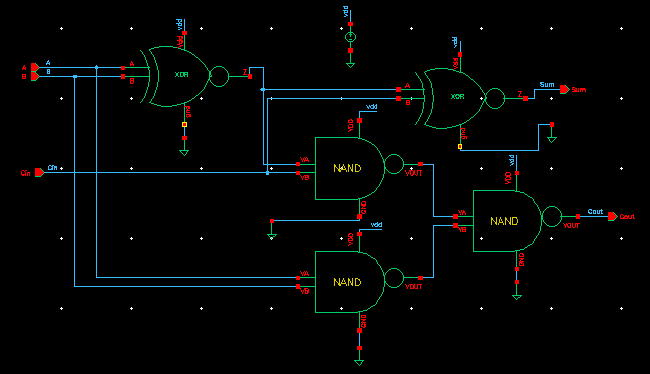 vdd
vdd
vdd
Vdd
Vdd
A
A
A
B
B
B
XOR
Z
gnd
A
B
XOR
Z
Sum
Sum
gnd
vdd
VDD
Cin
Cin
VA
VB
NAND
VOUT
GND
vdd
VDD
VA
VB
NAND
VOUT
GND
Cout
Cout
vdd
VDD
VA
VB
NAND
VOUT
GND